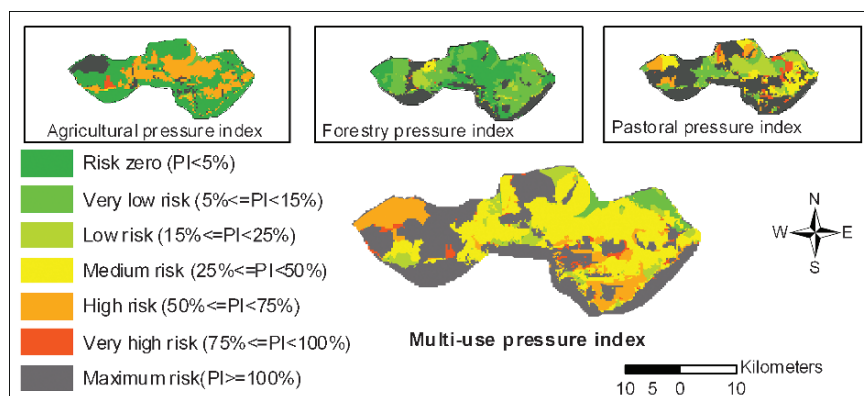 Agricultural pressure index
Forestry pressure index
Pastoral pressure index
Risk zero (PI<5%)
Very low risk (5%<=PI<15%)
Low risk (15%<=PI<25%)
Medium risk (25%<=PI<50%)
High risk (50%<=PI<75%)
Very high risk (75%<=PI<100%)
Maximum risk(PI>=100%)
N
W E
S
Multi-use pressure index
Kilometers
10 5 0 10